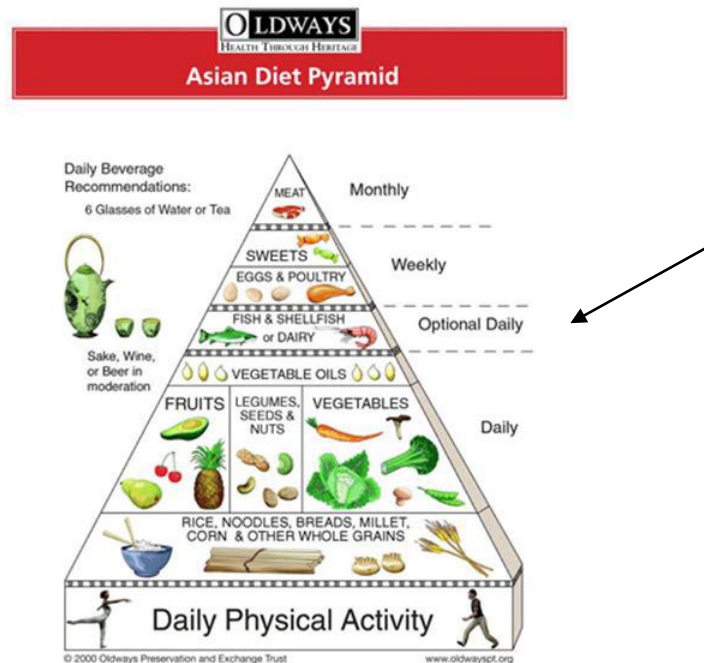 OLDWAYS
HEALTH THROUGH HERITAGE
Asian Diet Pyramid
Daily Beverage
Recommendations:
6 Glasses of Water or Tea
Sake, Wine,
or Beer in
moderation
MEAT
Monthly
SWEETS
EGGS & POULTRY
Weekly
FISH & SHELLFISH
or DAIRY
Optional Daily
VEGETABLE OILS
FRUITS
LEGUMES,
SEEDS &
NUTS
VEGETABLES
Daily
RICE, NOODLES, BREADS, MILLET,
CORN & OTHER WHOLE GRAINS
Daily Physical Activity
© 2000 Oldways Preservation and Exchange Trust
www.oldwayspt.org